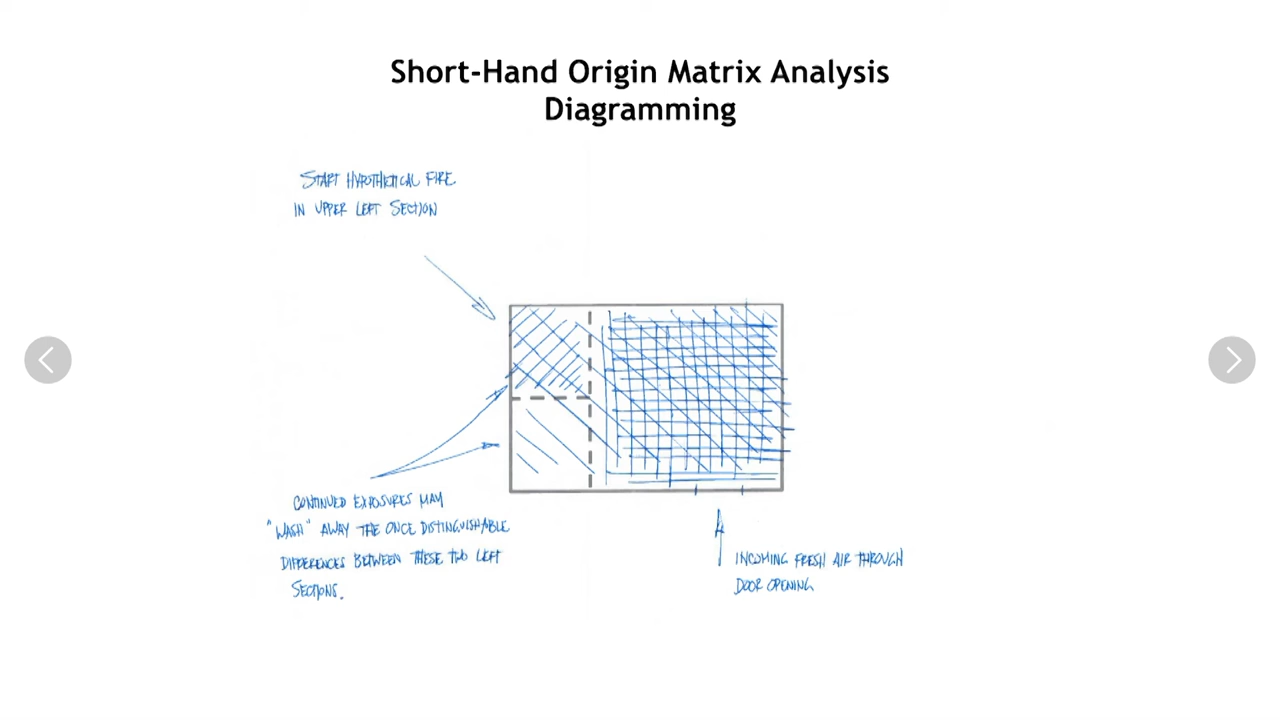 Short-Hand Origin Matrix Analysis
Diagramming
START HYPOTHETICAL FIRE
IN UPPER LEFT SECTION
CONTINUED EXPOSURES MAY
"WASH" AWAY THE ONCE DISTINGUISHABLE
DIFFERENCES BETWEEN THESE TWO LEFT
SECTIONS.
INCOMING FRESH AIR THROUGH
DOOR OPENING